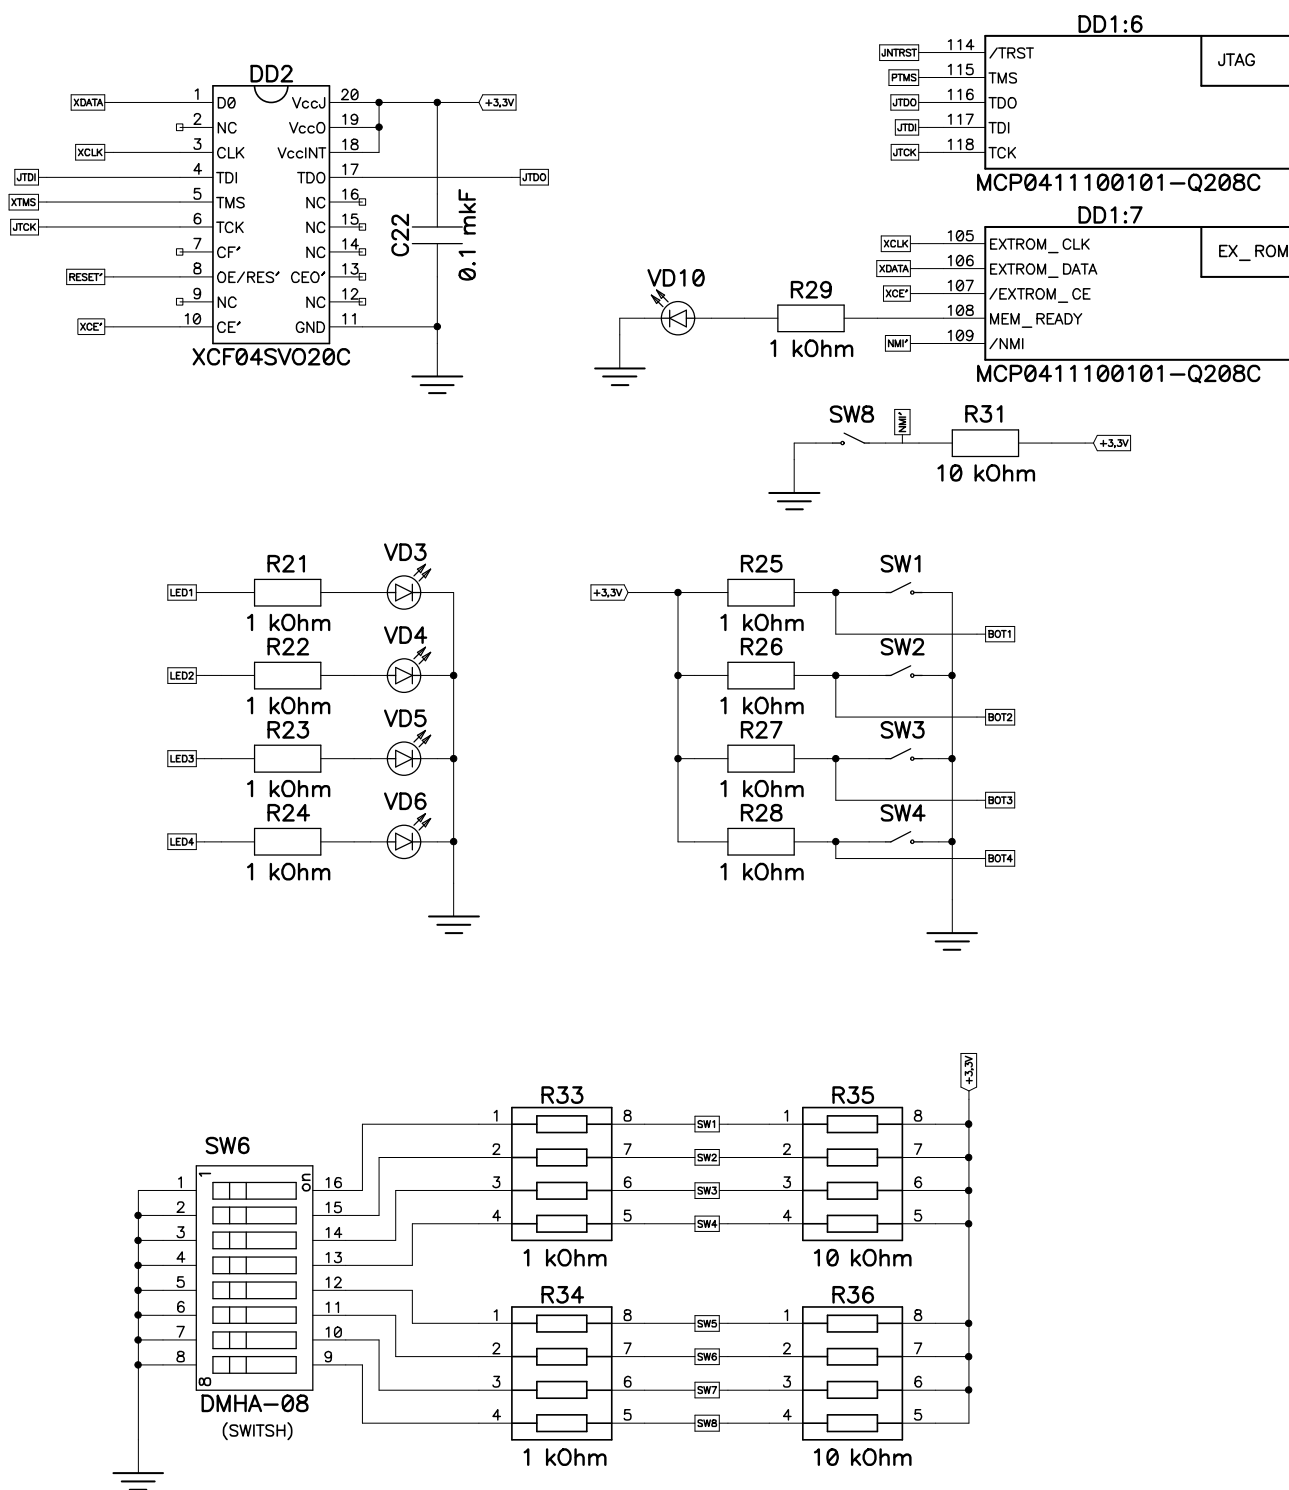 DD2
XDATA 1 D0 VccJ 20 +3,3V
2 NC VccO 19
XCLK 3 CLK VccINT 18
JTDI 4 TDI TDO 17 JTDO
XTMS 5 TMS NC 16
JTCK 6 TCK NC 15
7 CF' NC 14
RESET' 8 OE/RES' CEO' 13
9 NC NC 12
XCE' 10 CE' GND 11
XCF04SVO20C
C22
0.1 mkF
DD1:6
JTAG
JNTRST 114 /TRST
PTMS 115 TMS
JTDO 116 TDO
JTDI 117 TDI
JTCK 118 TCK
MCP0411100101-Q208C
DD1:7
EX_ROM
XCLK 105 EXTROM_CLK
XDATA 106 EXTROM_DATA
XCE' 107 /EXTROM_CE
108 MEM_READY
NMI' 109 /NMI
MCP0411100101-Q208C
VD10
R29
1 kOhm
SW8 NMI' R31
+3,3V
10 kOhm
R21 VD3
LED1
1 kOhm
R22 VD4
LED2
1 kOhm
R23 VD5
LED3
1 kOhm
R24 VD6
LED4
1 kOhm
R25 SW1
+3,3V
1 kOhm BOT1
R26 SW2
1 kOhm BOT2
R27 SW3
1 kOhm BOT3
R28 SW4
1 kOhm BOT4
+3,3V
SW6
1 on
1 16
2 15
3 14
4 13
5 12
6 11
7 10
8 9
8
DMHA-08
(SWITSH)
R33 R35
1 8 SW1 1 8
2 7 SW2 2 7
3 6 SW3 3 6
4 5 SW4 4 5
1 kOhm 10 kOhm
R34 R36
1 8 SW5 1 8
2 7 SW6 2 7
3 6 SW7 3 6
4 5 SW8 4 5
1 kOhm 10 kOhm